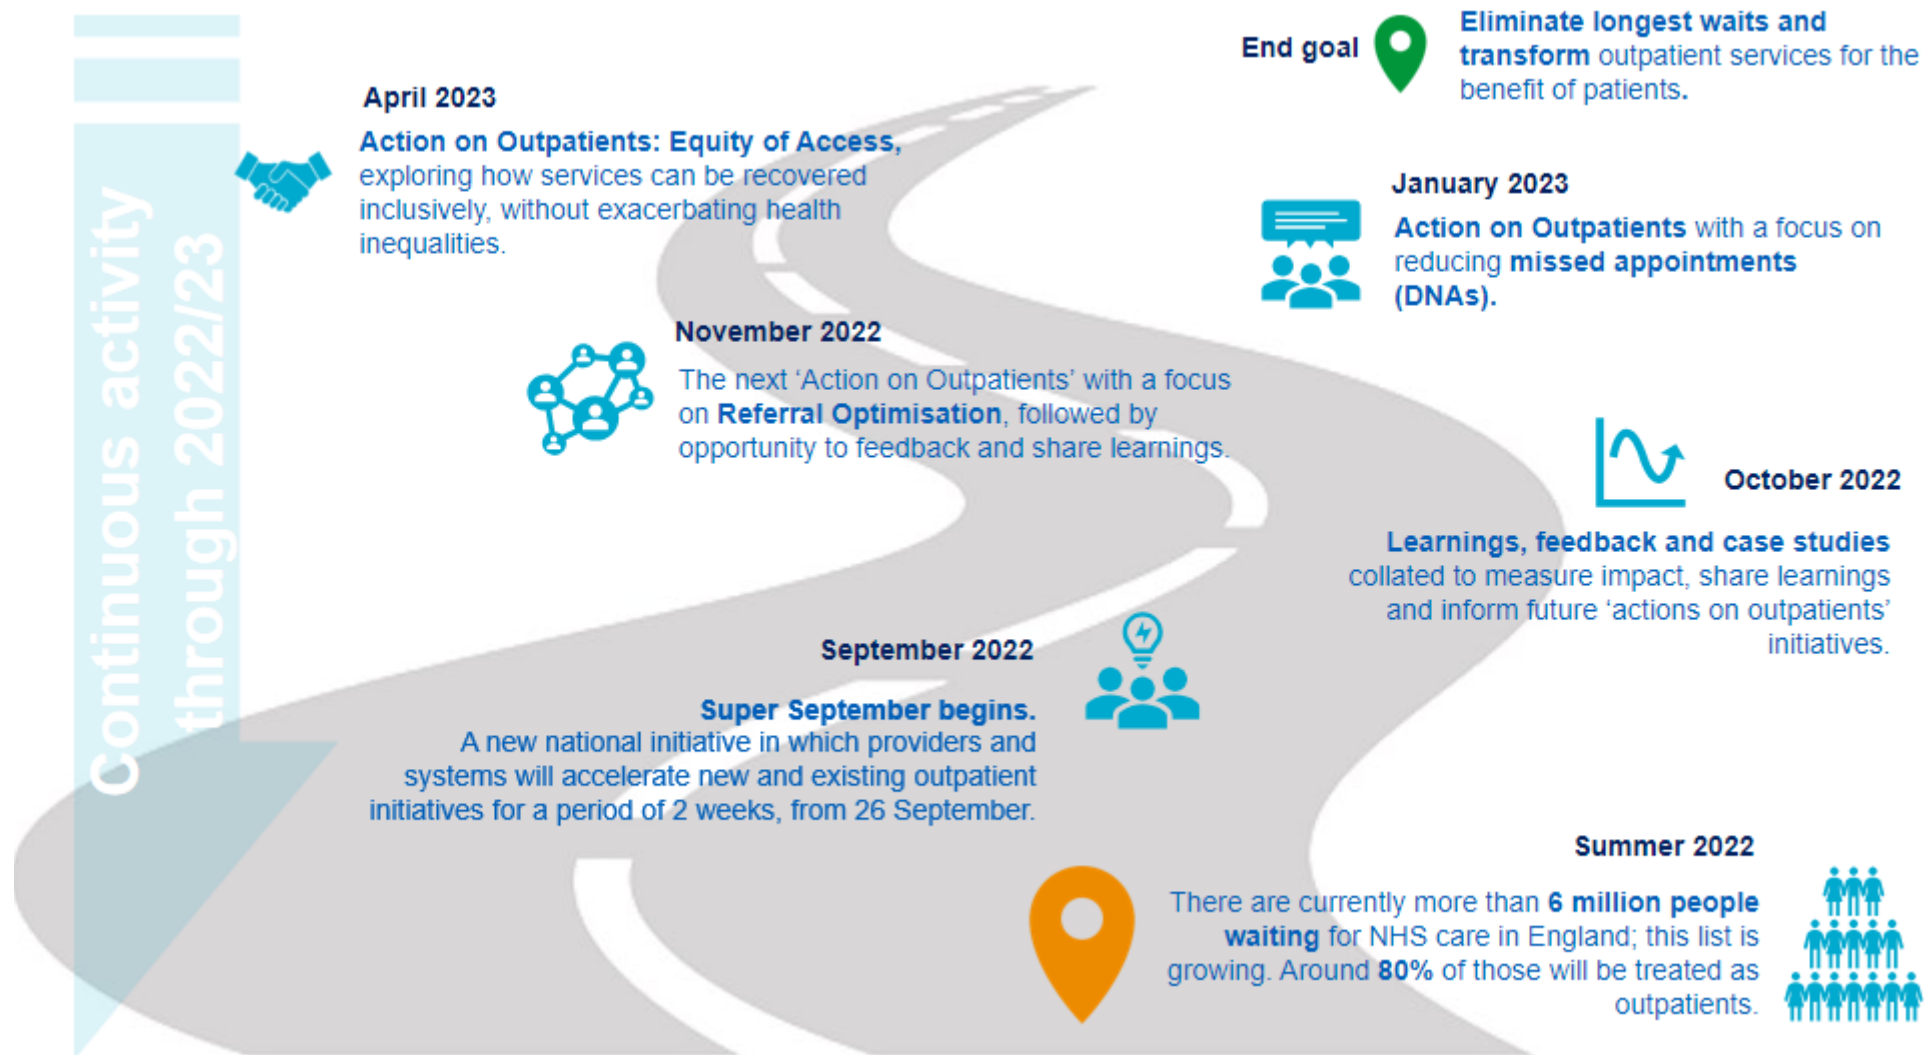 Continuous activity
through 2022/23
End goal
Eliminate longest waits and
transform outpatient services for the
benefit of patients.
April 2023
Action on Outpatients: Equity of Access,
exploring how services can be recovered
inclusively, without exacerbating health
inequalities.
January 2023
Action on Outpatients with a focus on
reducing missed appointments
(DNAs).
November 2022
The next ‘Action on Outpatients’ with a focus
on Referral Optimisation, followed by
opportunity to feedback and share learnings.
October 2022
Learnings, feedback and case studies
collated to measure impact, share learnings
and inform future ‘actions on outpatients’
initiatives.
September 2022
Super September begins.
A new national initiative in which providers and
systems will accelerate new and existing outpatient
initiatives for a period of 2 weeks, from 26 September.
Summer 2022
There are currently more than 6 million people
waiting for NHS care in England; this list is
growing. Around 80% of those will be treated as
outpatients.